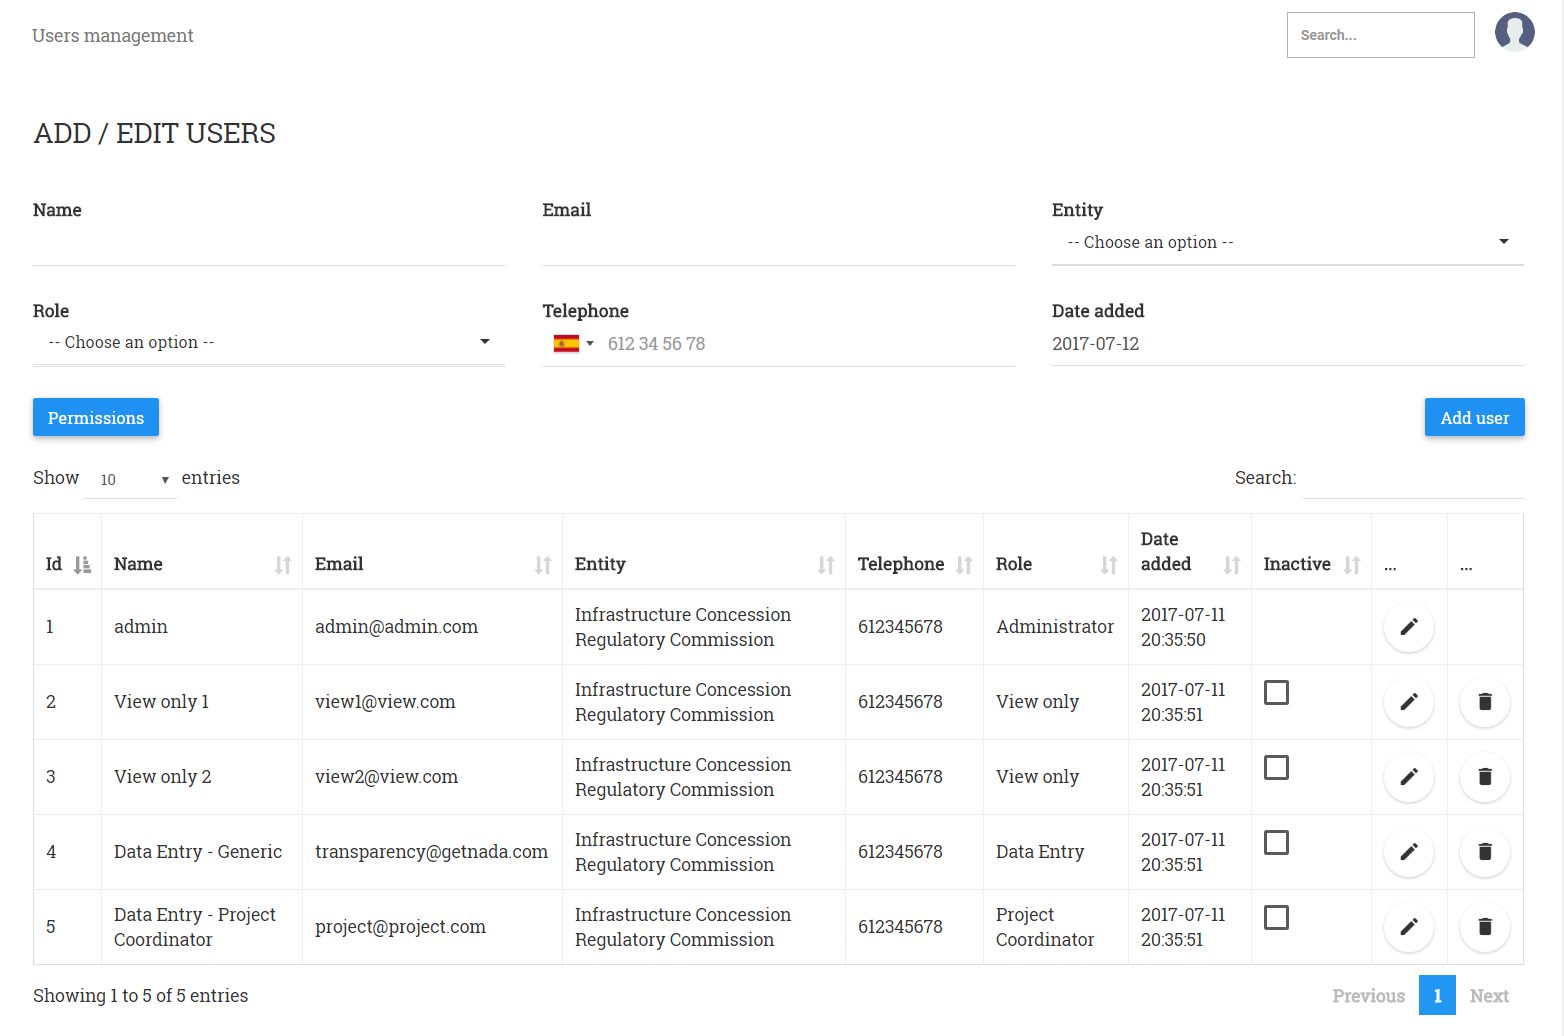 Users management
Search...
ADD / EDIT USERS
Name
Email
Entity
-- Choose an option --
Role
Telephone
Date added
-- Choose an option --
612 34 56 78
2017-07-12
Permissions
Add user
Show 10 entries
Search:
Id Name Email Entity Telephone Role Date added Inactive ... ...
1 admin admin@admin.com Infrastructure Concession Regulatory Commission 612345678 Administrator 2017-07-11 20:35:50
2 View only 1 view1@view.com Infrastructure Concession Regulatory Commission 612345678 View only 2017-07-11 20:35:51
3 View only 2 view2@view.com Infrastructure Concession Regulatory Commission 612345678 View only 2017-07-11 20:35:51
4 Data Entry - Generic transparency@getnada.com Infrastructure Concession Regulatory Commission 612345678 Data Entry 2017-07-11 20:35:51
5 Data Entry - Project Coordinator project@project.com Infrastructure Concession Regulatory Commission 612345678 Project Coordinator 2017-07-11 20:35:51
Showing 1 to 5 of 5 entries
Previous 1 Next